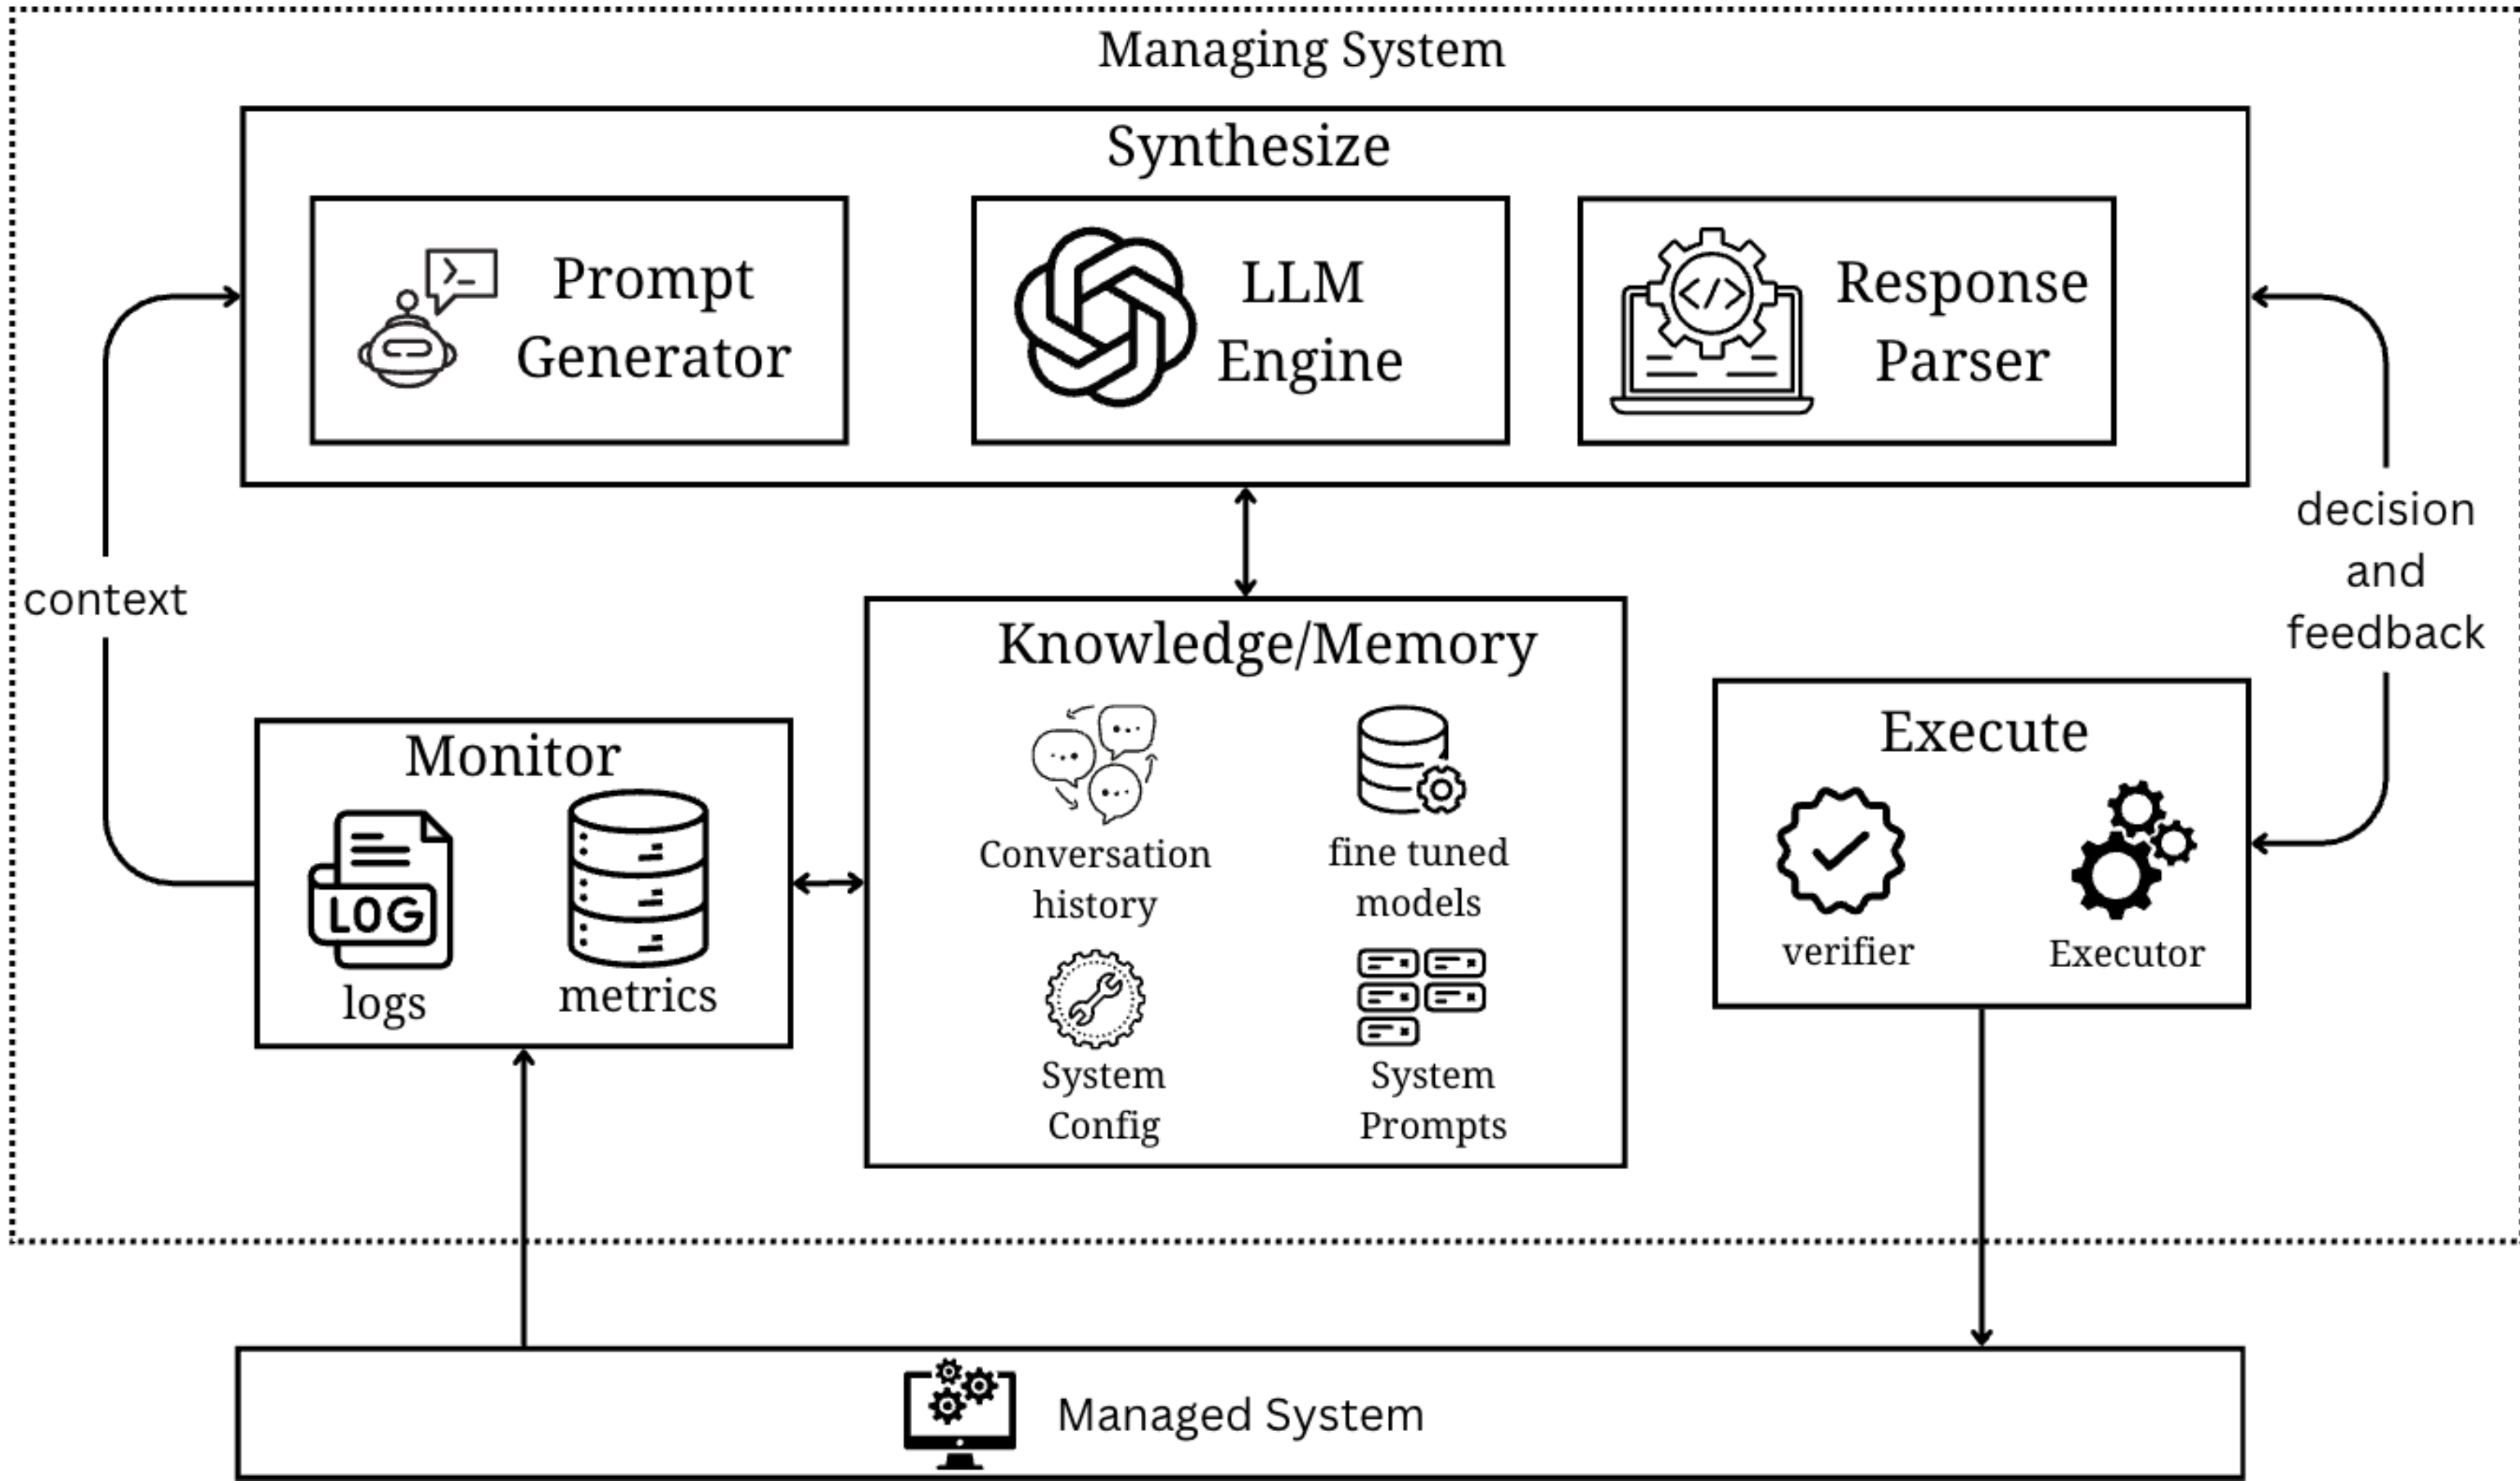 Managing System
Synthesize
Prompt
Generator
LLM
Engine
Response
Parser
context
decision
and
feedback
Knowledge/Memory
Conversation
history
fine tuned
models
System
Config
System
Prompts
Monitor
LOG
logs
metrics
Execute
verifier
Executor
Managed System